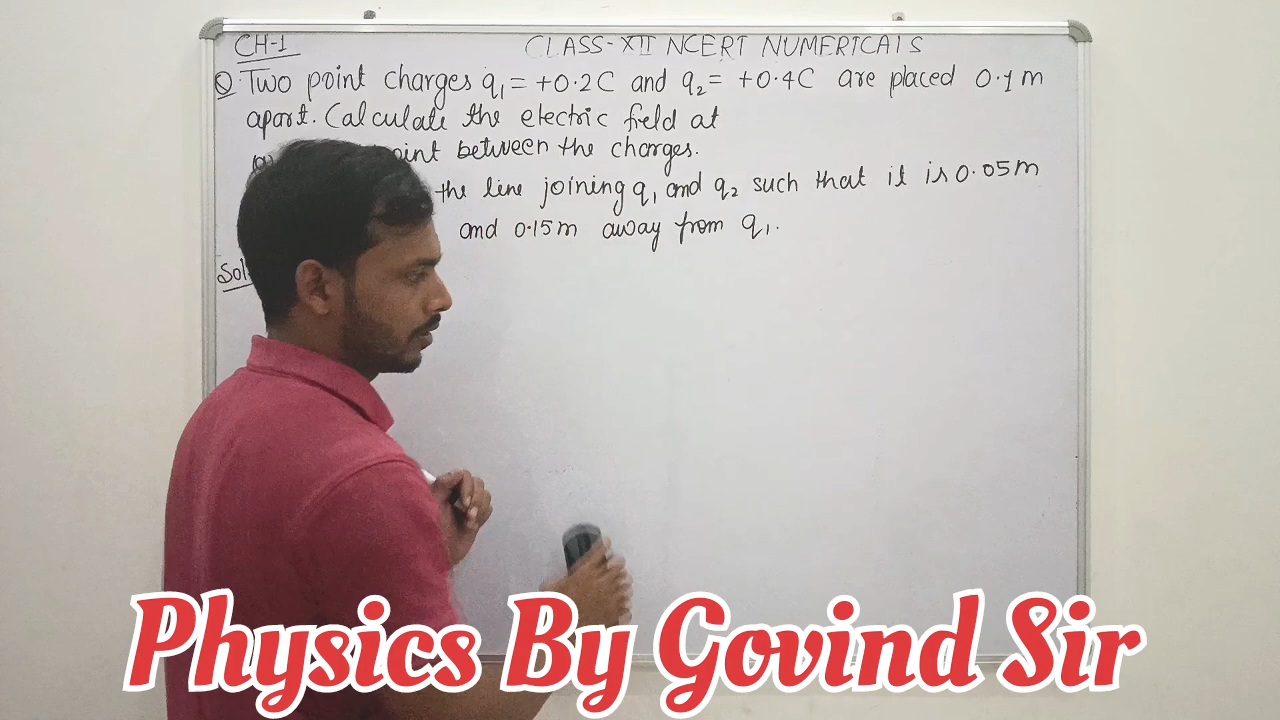 CH-1
CLASS-XII NCERT NUMERICALS
Q. Two point charges q₁ = +0.2C and q₂ = +0.4C are placed 0.1m
apart. Calculate the electric field at
between the charges.
the line joining q₁ and q₂ such that it is 0.05m
and 0.15m away from q₁.
Sol
Physics By Govind Sir